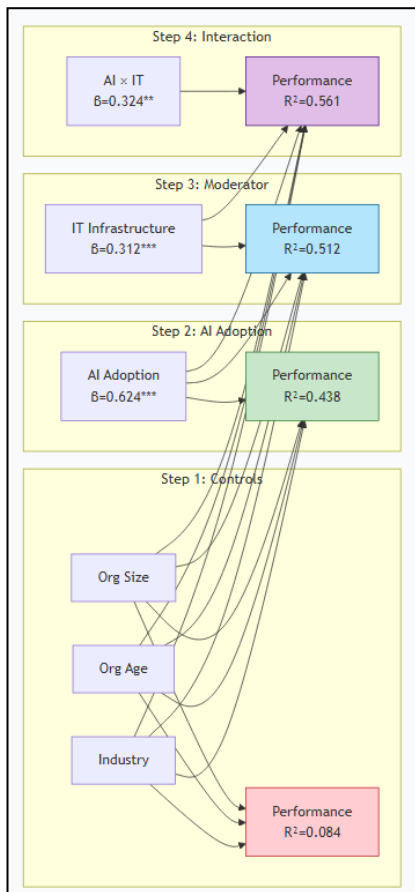 Step 4: Interaction
AI × IT
β=0.324**
Performance
R²=0.561
Step 3: Moderator
IT Infrastructure
β=0.312***
Performance
R²=0.512
Step 2: AI Adoption
AI Adoption
β=0.624***
Performance
R²=0.438
Step 1: Controls
Org Size
Org Age
Industry
Performance
R²=0.084